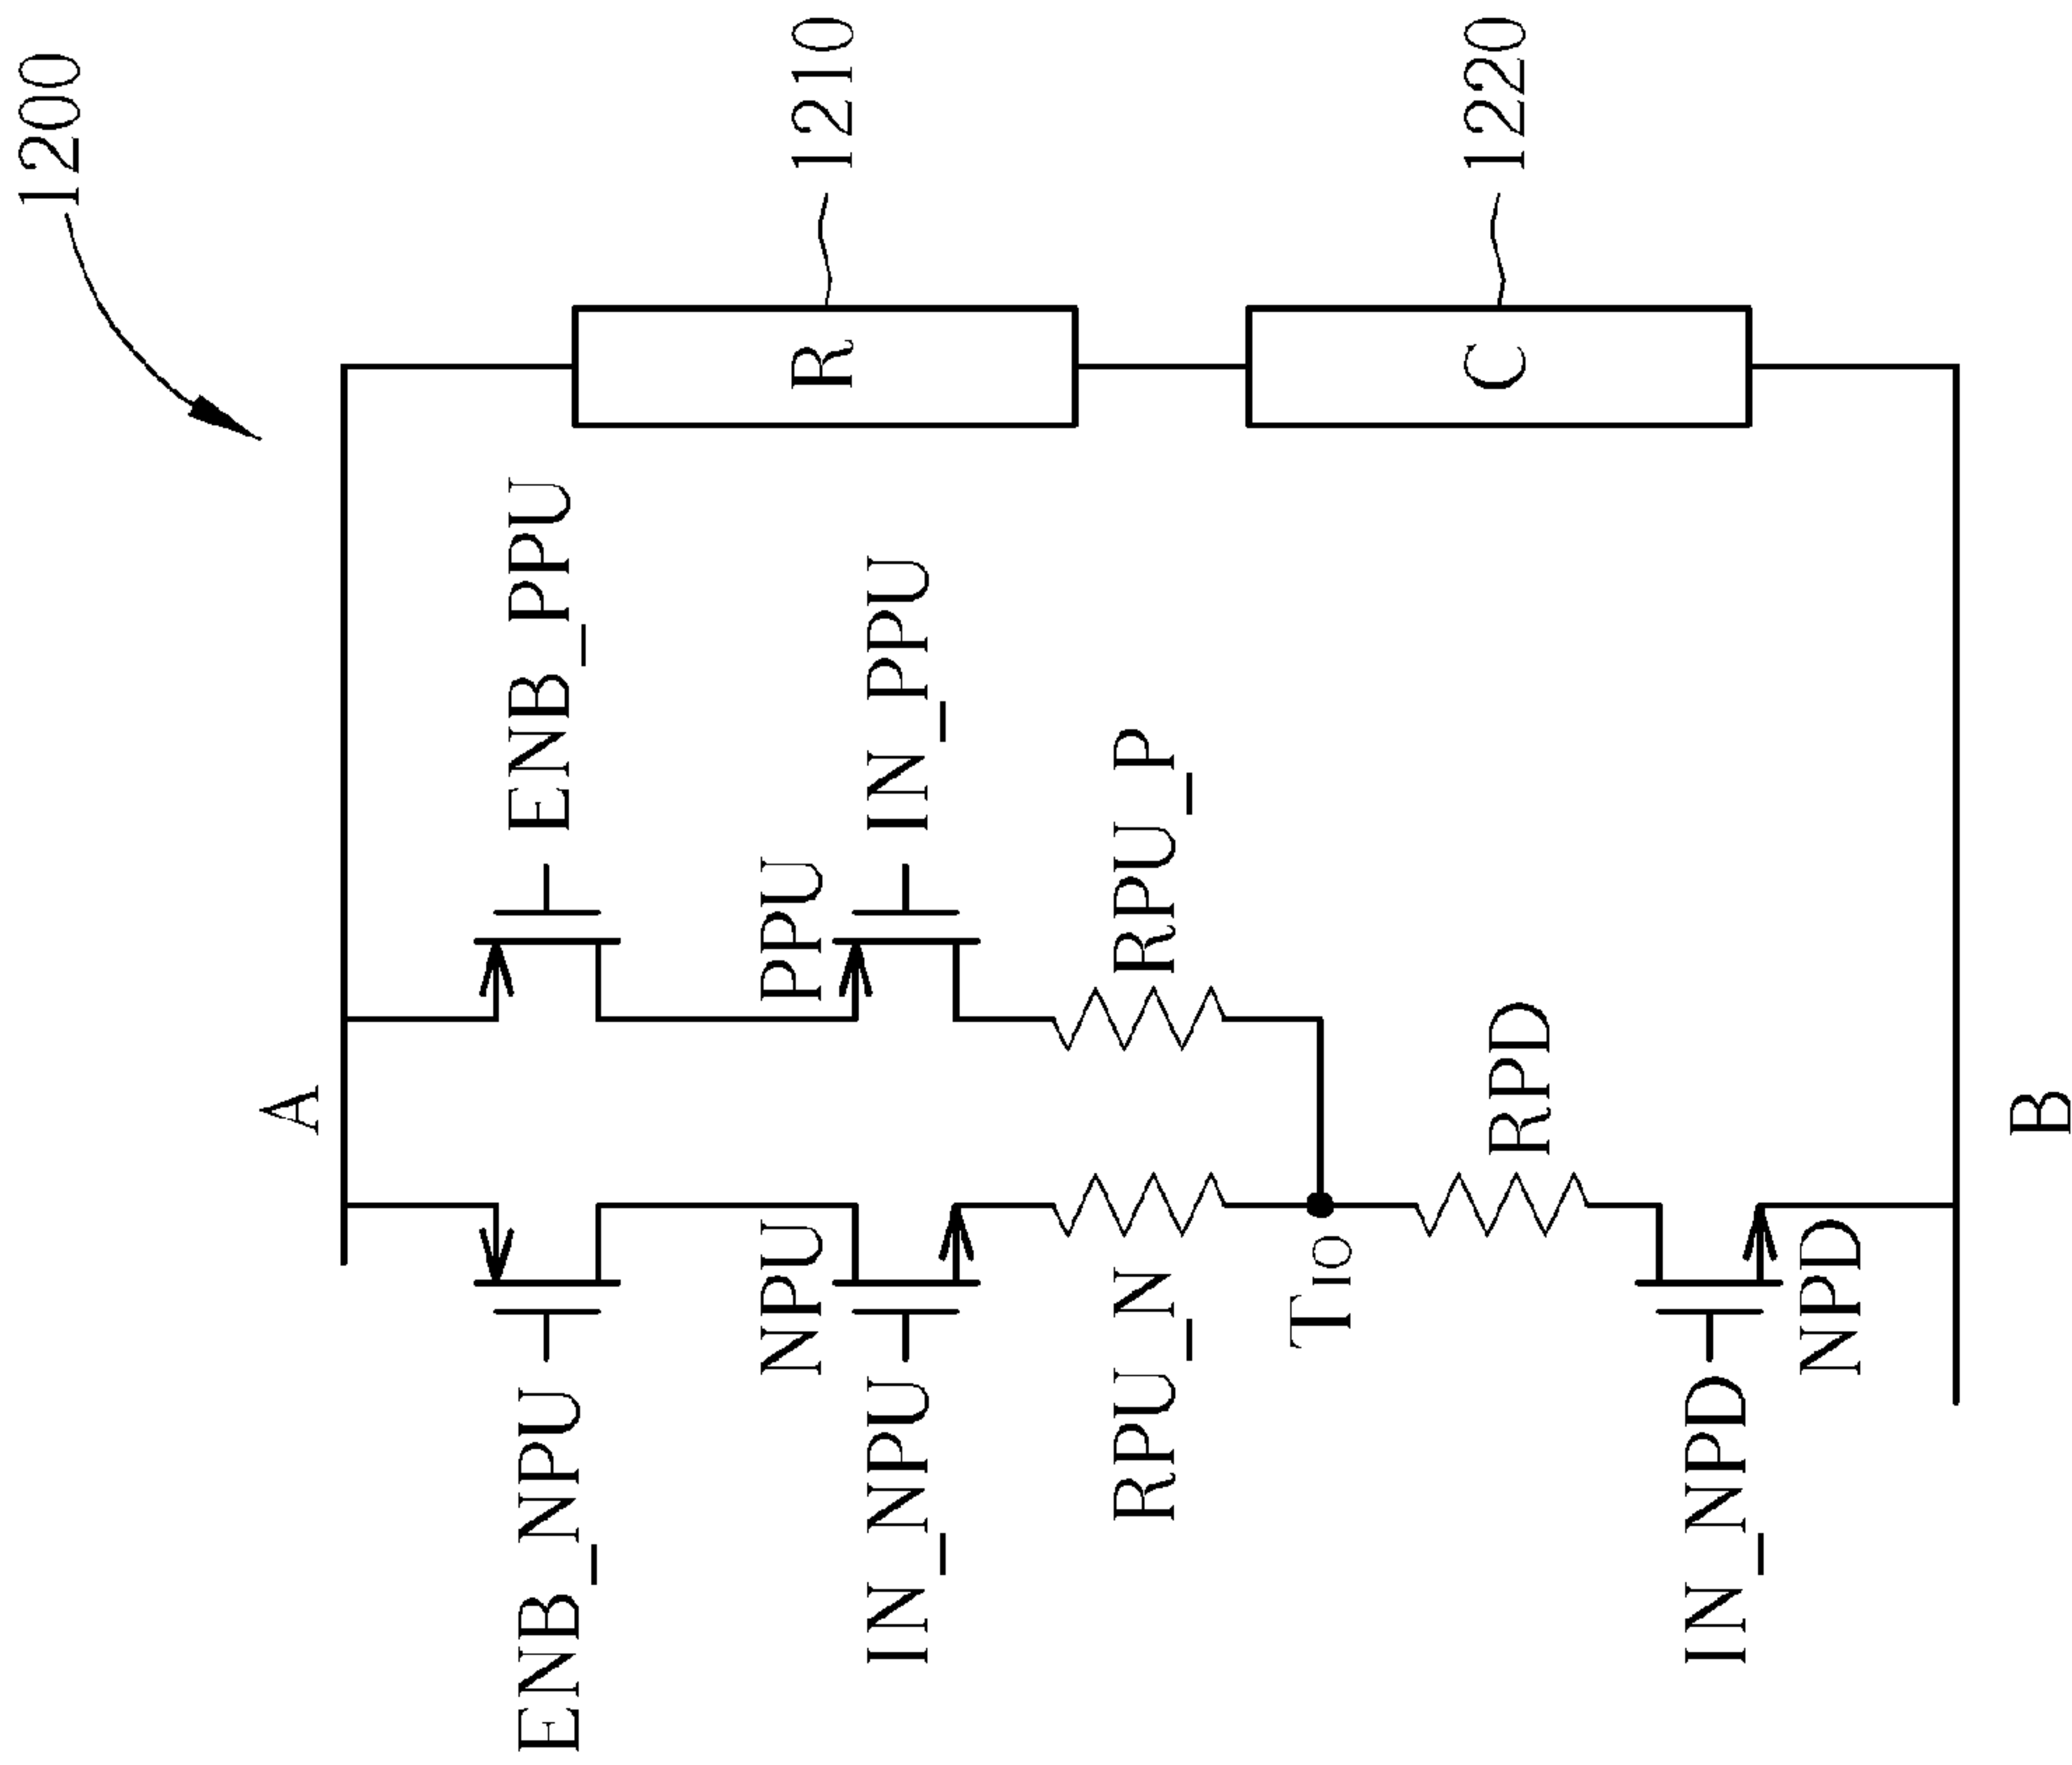 1200
A
ENB_NPU
ENB_PPU
NPU
PPU
IN_NPU
IN_PPU
R
1210
RPU_N
RPU_P
TIO
RPD
C
1220
IN_NPD
NPD
B